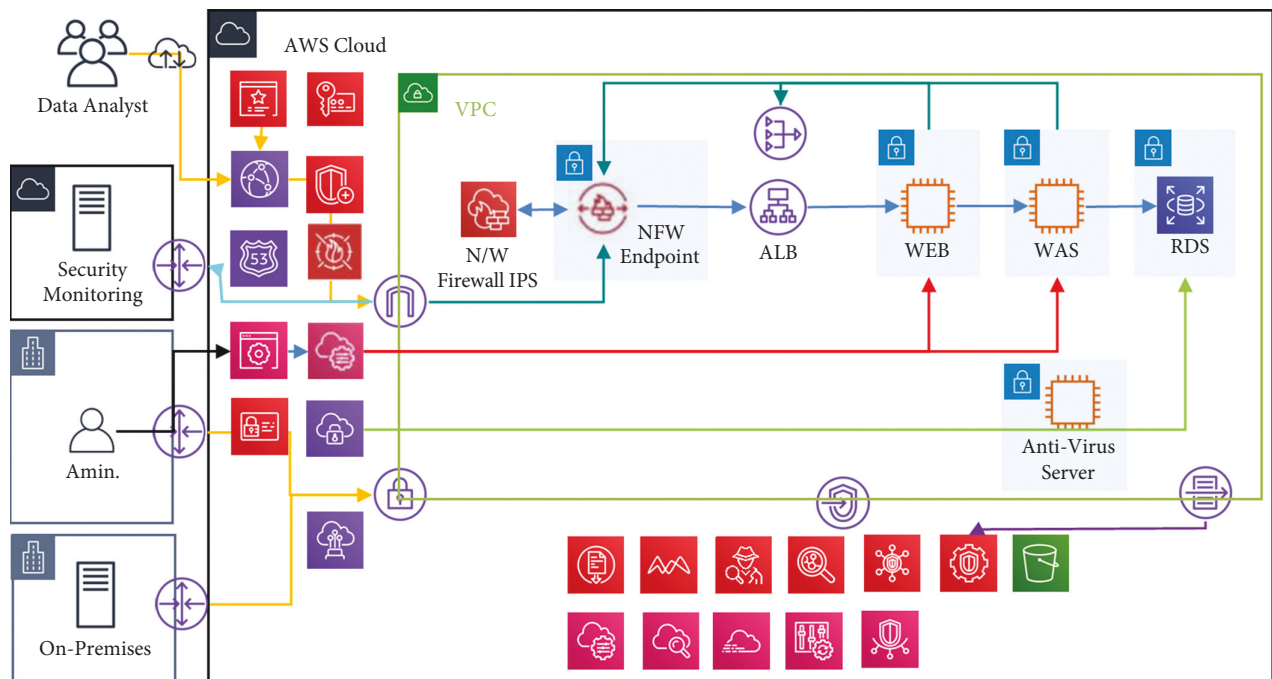 AWS Cloud
Data Analyst
VPC
Security
Monitoring
53
N/W
Firewall IPS
NFW
Endpoint
ALB
WEB
WAS
RDS
Amin.
Anti-Virus
Server
On-Premises